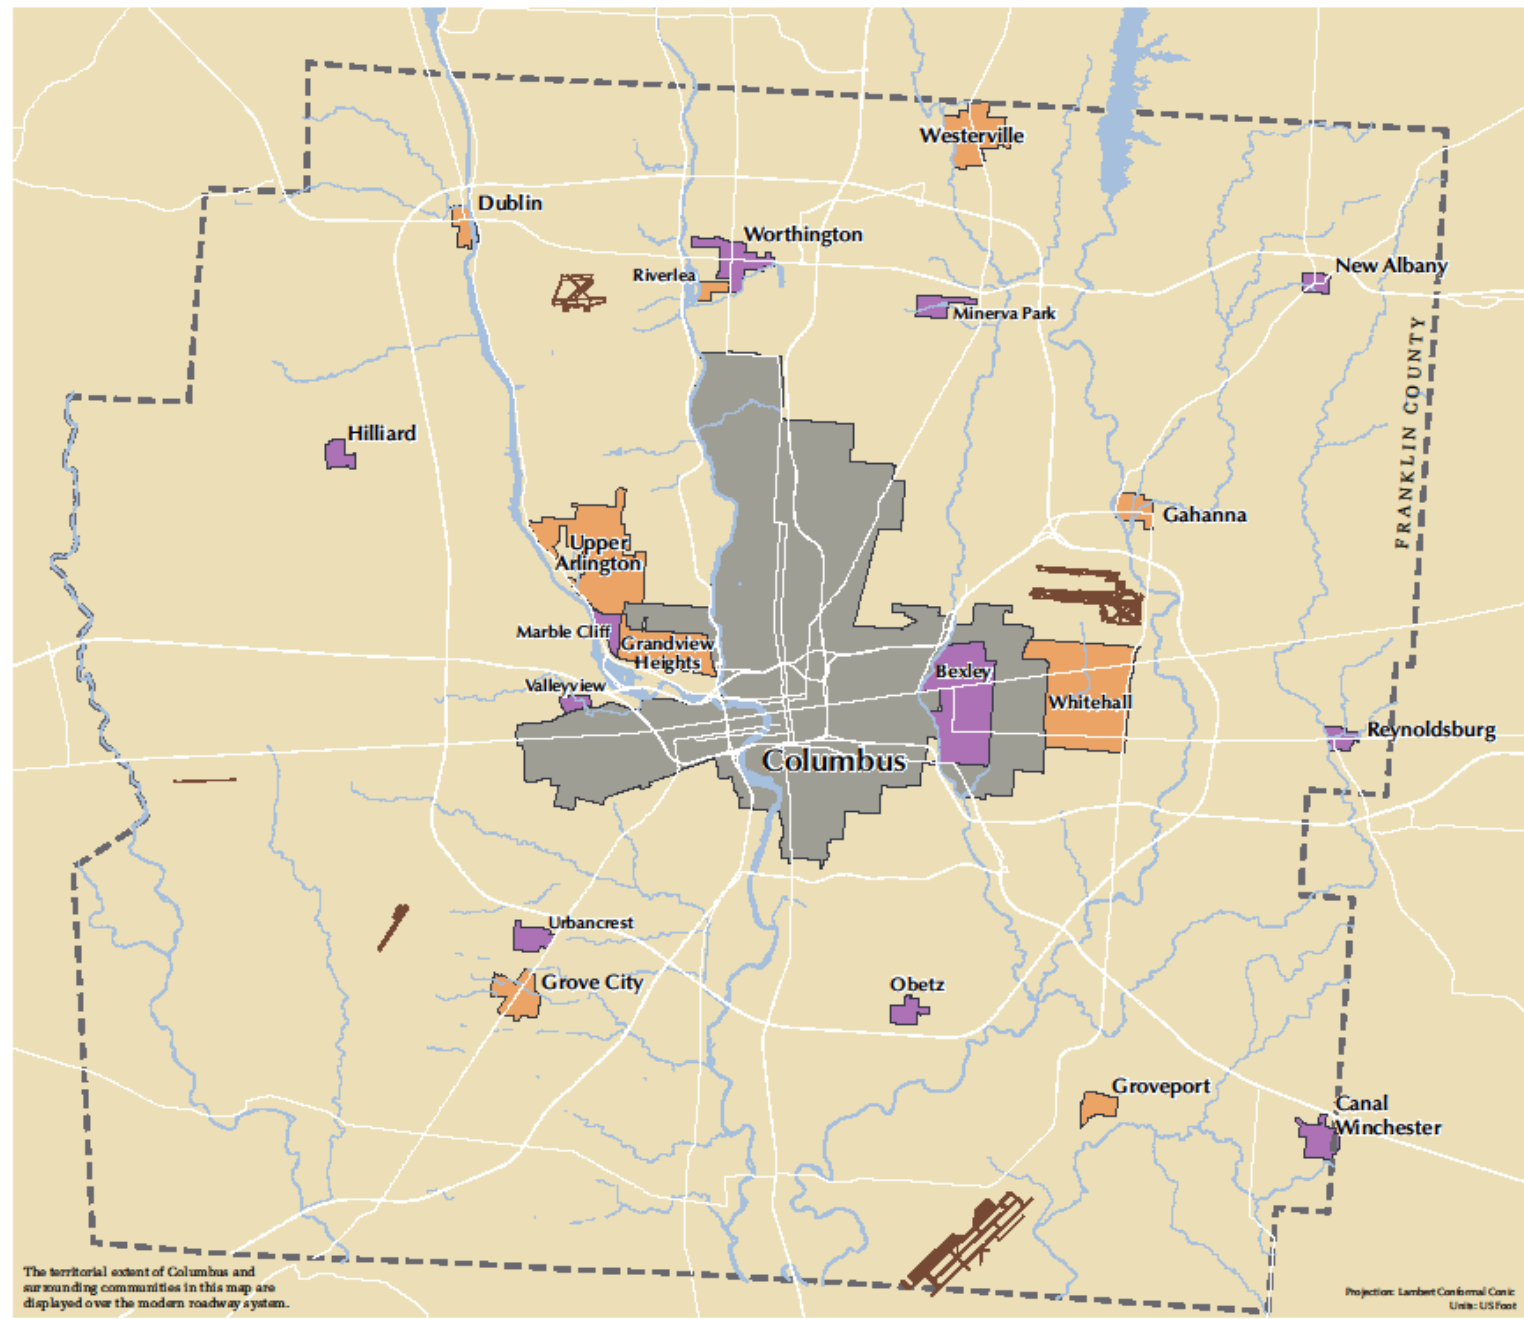 Westerville
Dublin
Worthington
Riverlea
New Albany
Minerva Park
FRANKLIN COUNTY
Hilliard
Gahanna
Upper
Arlington
Marble Cliff
Grandview
Heights
Bexley
Valleyview
Whitehall
Reynoldsburg
Columbus
Urbancrest
Grove City
Obetz
Groveport
Canal
Winchester
The territorial extent of Columbus and
surrounding communities in this map are
displayed over the modern roadway system.
Projection: Lambert Conformal Conic
Units: US Foot